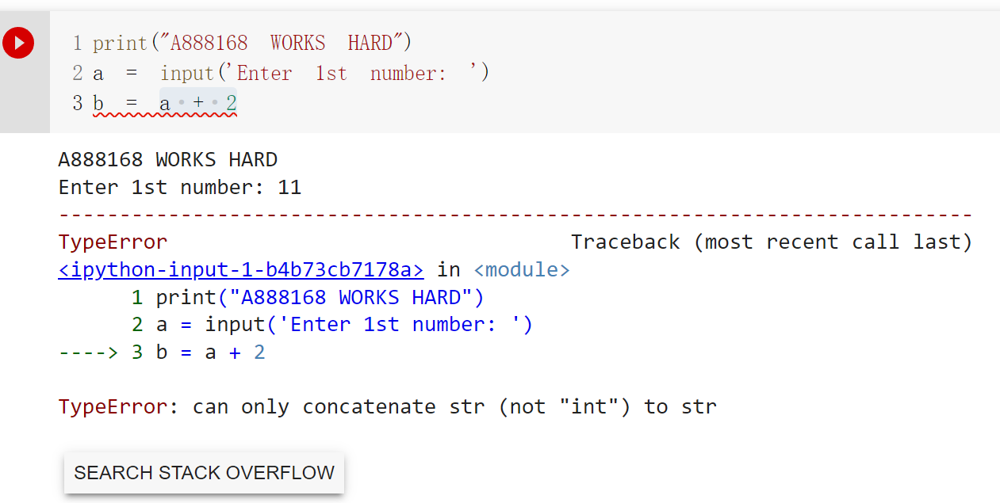 1 print("A888168 WORKS HARD")
2 a = input('Enter 1st number: ')
3 b = a + 2
A888168 WORKS HARD
Enter 1st number: 11
---------------------------------------------------------------------------
TypeError Traceback (most recent call last)
<ipython-input-1-b4b73cb7178a> in <module>
1 print("A888168 WORKS HARD")
2 a = input('Enter 1st number: ')
----> 3 b = a + 2
TypeError: can only concatenate str (not "int") to str
SEARCH STACK OVERFLOW